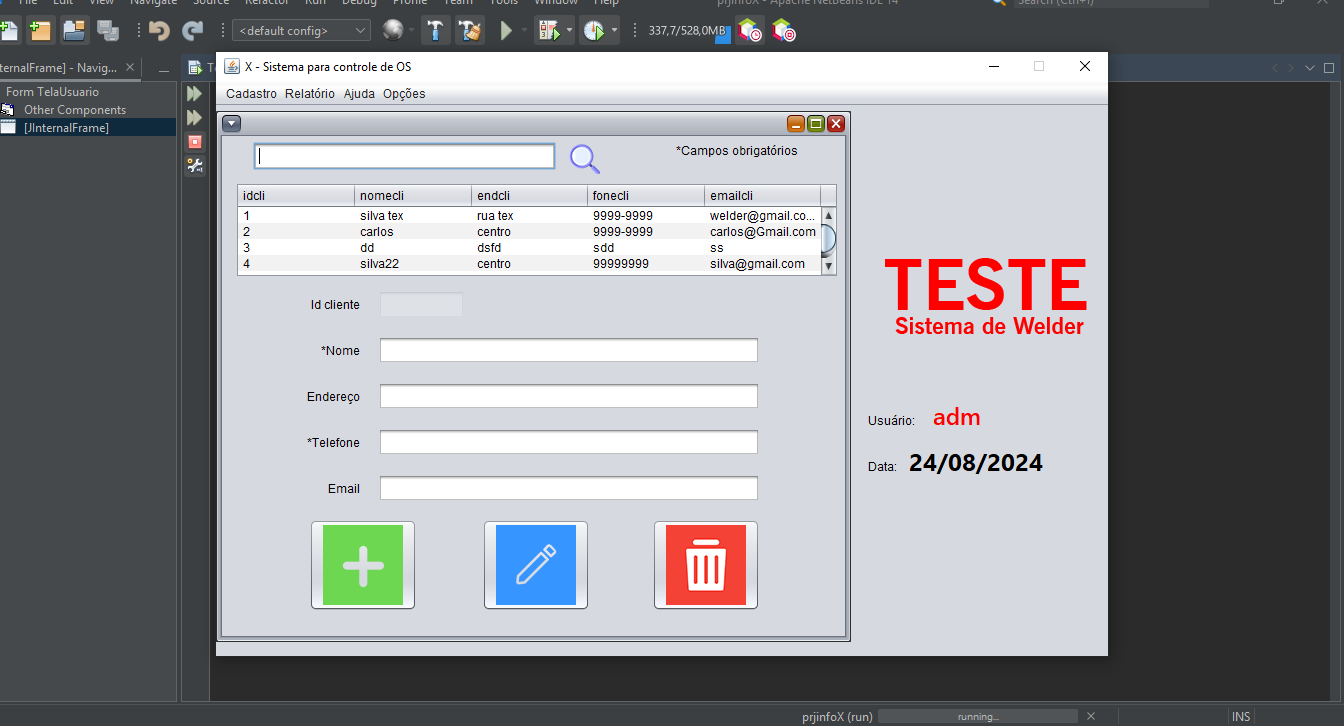 File Edit View Navigate Source Refactor Run Debug Profile Team Tools Window Help prjinfoX - Apache NetBeans IDE 14 Search (Ctrl+I)
<default config> 337,7/528,0MB
ternalFrame] - Navig...
Form TelaUsuario
Other Components
[JInternalFrame]
X - Sistema para controle de OS
Cadastro Relatório Ajuda Opções
*Campos obrigatórios
idcli nomecli endcli fonecli emailcli
1 silva tex rua tex 9999-9999 welder@gmail.co...
2 carlos centro 9999-9999 carlos@Gmail.com
3 dd dsfd sdd ss
4 silva22 centro 99999999 silva@gmail.com
Id cliente
*Nome
Endereço
*Telefone
Email
TESTE
Sistema de Welder
Usuário: adm
Data: 24/08/2024
prjinfoX (run) running... INS